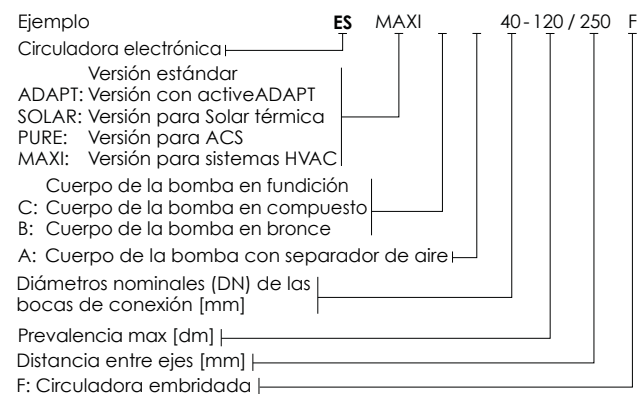 Ejemplo ES MAXI 40-120 / 250 F
Circuladora electrónica
Versión estándar
ADAPT: Versión con activeADAPT
SOLAR: Versión para Solar térmica
PURE: Versión para ACS
MAXI: Versión para sistemas HVAC
Cuerpo de la bomba en fundición
C: Cuerpo de la bomba en compuesto
B: Cuerpo de la bomba en bronce
A: Cuerpo de la bomba con separador de aire
Diámetros nominales (DN) de las
bocas de conexión [mm]
Prevalencia max [dm]
Distancia entre ejes [mm]
F: Circuladora embridada